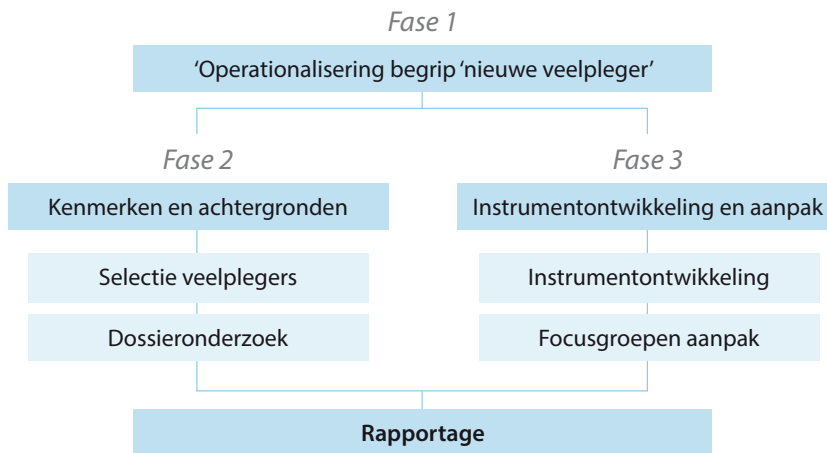 Fase 1
‘Operationalisering begrip ‘nieuwe veelpleger’
Fase 2
Kenmerken en achtergronden
Selectie veelplegers
Dossieronderzoek
Fase 3
Instrumentontwikkeling en aanpak
Instrumentontwikkeling
Focusgroepen aanpak
Rapportage